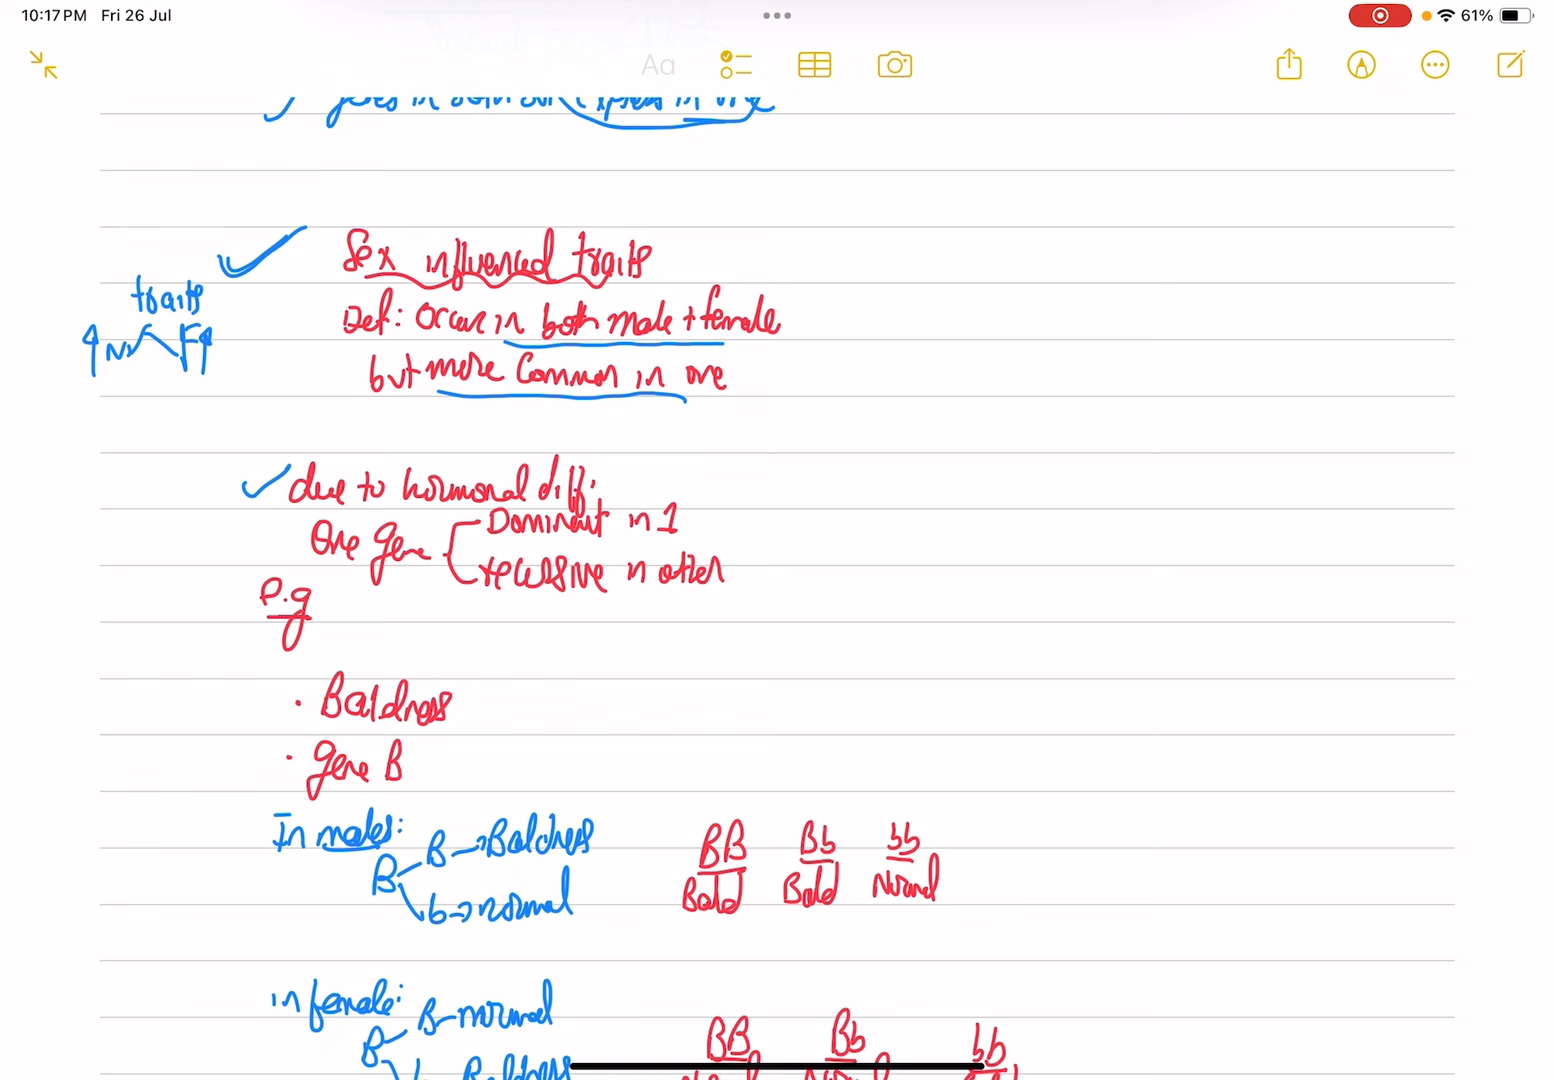 10:17 PM Fri 26 Jul
61%
Aa
Sex influenced traits
traits
Def: Occur in both male + female
M F
but more Common in one
due to hormonal diff:
One gene Dominant in 1
recessive in other
e.g
• Baldness
• gene B
In males:
B B → Baldness
b → normal
BB Bb bb
Bald Bald Normal
in female:
B B - normal
b Baldness
BB Bb bb